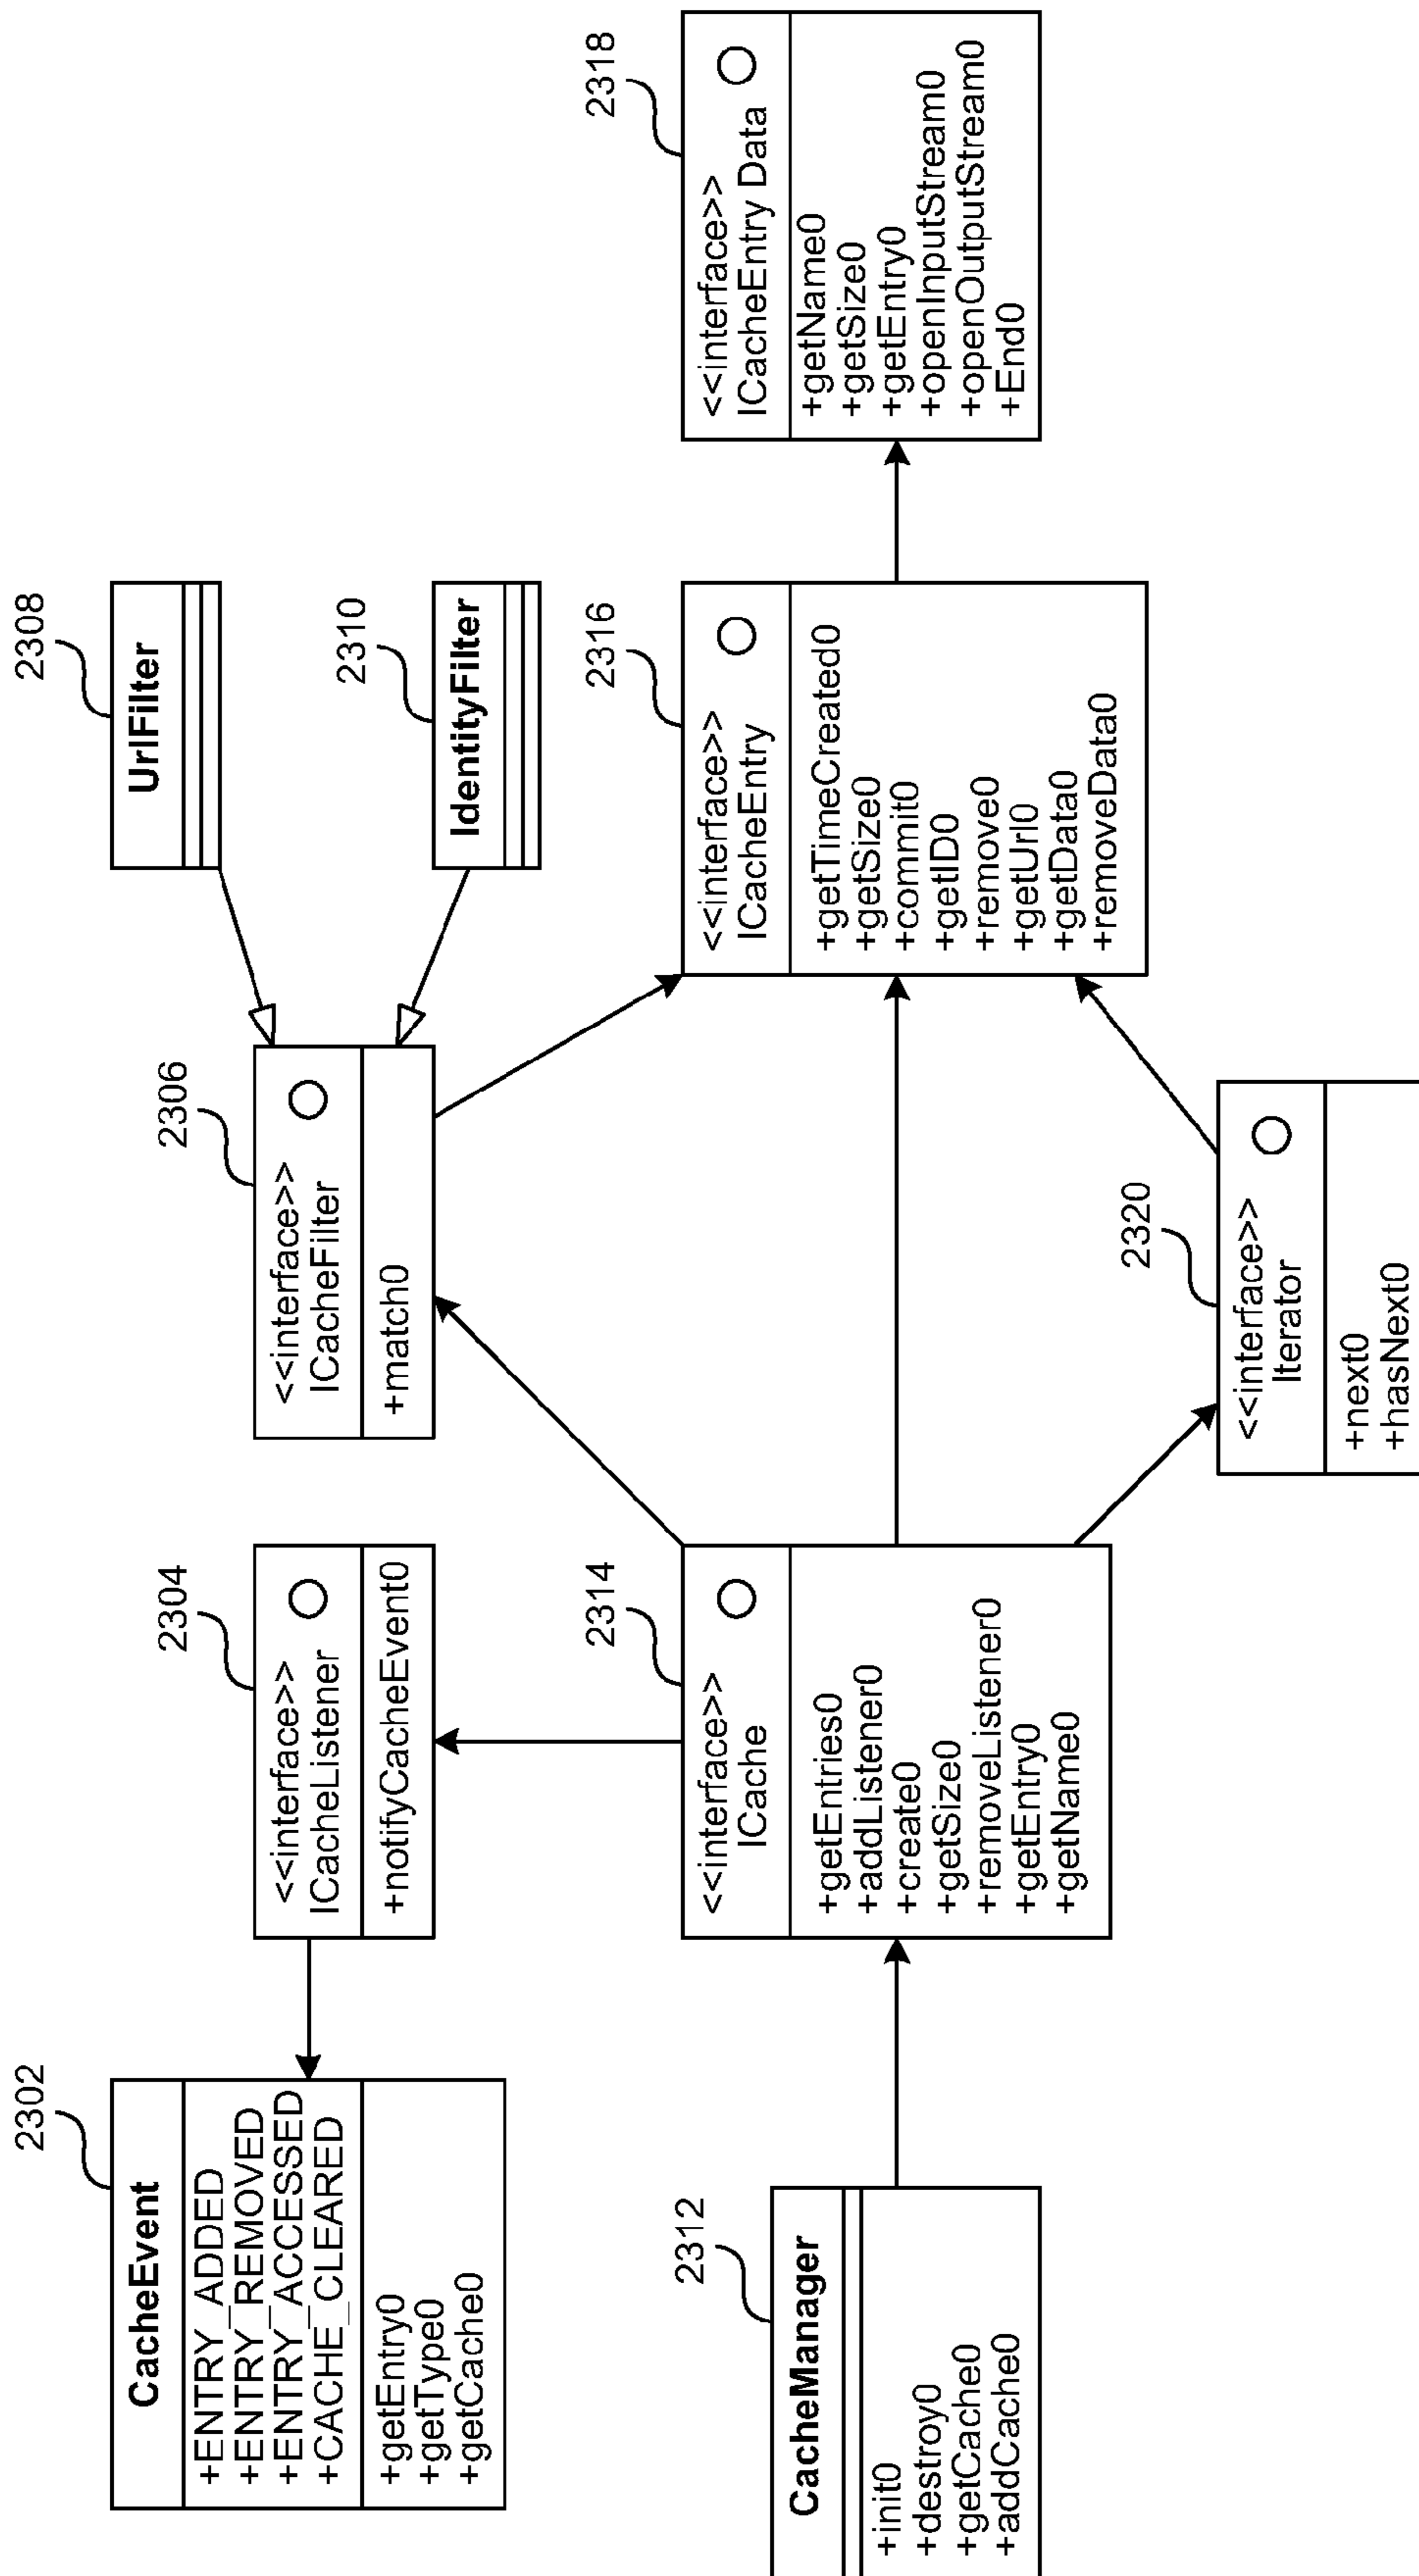 2302
CacheEvent
+ENTRY_ADDED
+ENTRY_REMOVED
+ENTRY_ACCESSED
+CACHE_CLEARED
+getEntry0
+getType0
+getCache0
2304
<<interface>>
ICacheListener
+notifyCacheEvent0
2306
<<interface>>
ICacheFilter
+match0
2308
UrlFilter
2310
IdentityFilter
2312
CacheManager
+init0
+destroy0
+getCache0
+addCache0
2314
<<interface>>
ICache
+getEntries0
+addListener0
+create0
+getSize0
+removeListener0
+getEntry0
+getName0
2316
<<interface>>
ICacheEntry
+getTimeCreated0
+getSize0
+commit0
+getID0
+remove0
+getUrl0
+getData0
+removeData0
2318
<<interface>>
ICacheEntry Data
+getName0
+getSize0
+getEntry0
+openInputStream0
+openOutputStream0
+End0
2320
<<interface>>
Iterator
+next0
+hasNext0